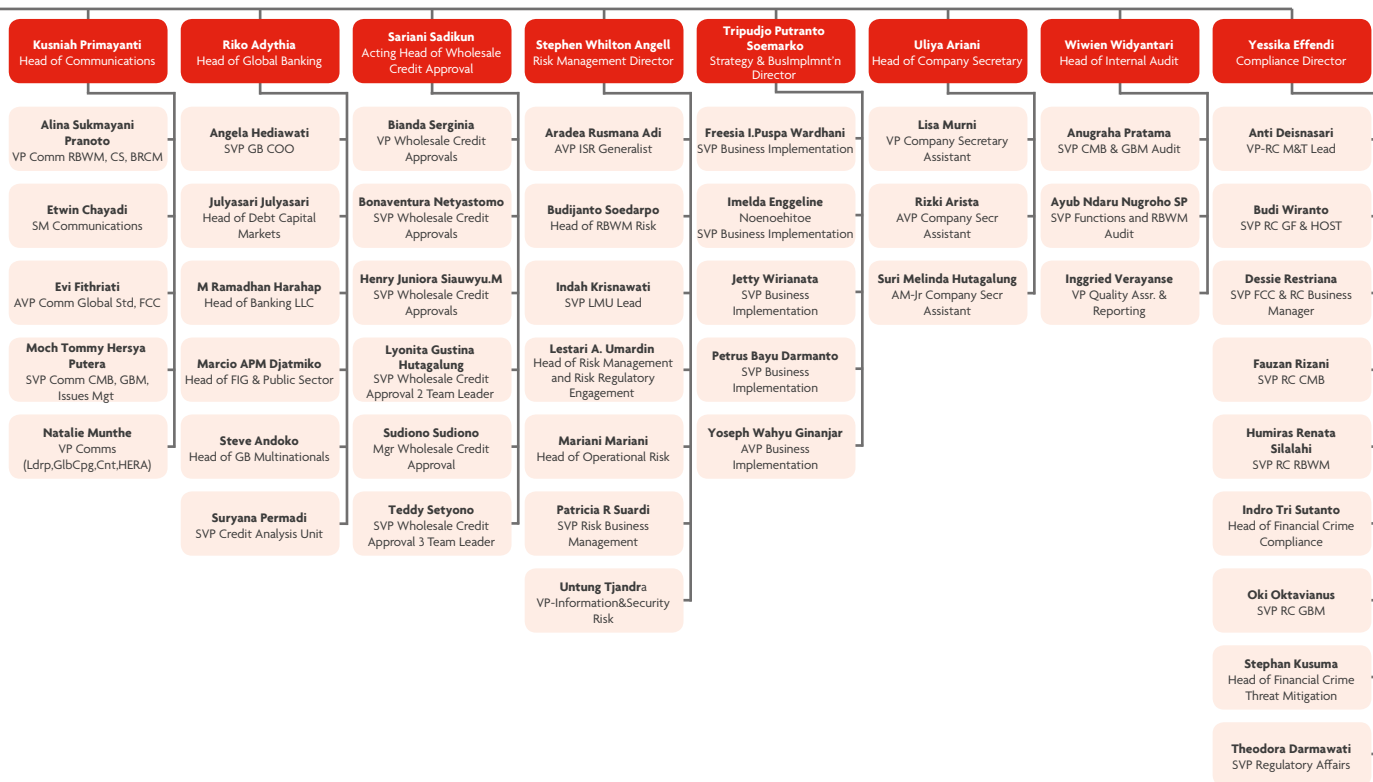 Kusniah Primayanti
Head of Communications
Alina Sukmayani
Pranoto
VP Comm RBWM, CS, BRCM
Etwin Chayadi
SM Communications
Evi Fithriati
AVP Comm Global Std, FCC
Moch Tommy Hersya
Putera
SVP Comm CMB, GBM,
Issues Mgt
Natalie Munthe
VP Comms
(Ldrp,GlbCpg,Cnt,HERA)
Riko Adythia
Head of Global Banking
Angela Hediawati
SVP GB COO
Julyasari Julyasari
Head of Debt Capital
Markets
M Ramadhan Harahap
Head of Banking LLC
Marcio APM Djatmiko
Head of FIG & Public Sector
Steve Andoko
Head of GB Multinationals
Suryana Permadi
SVP Credit Analysis Unit
Sariani Sadikun
Acting Head of Wholesale
Credit Approval
Bianda Serginia
VP Wholesale Credit
Approvals
Bonaventura Netyastomo
SVP Wholesale Credit
Approvals
Henry Juniora Siauwyu.M
SVP Wholesale Credit
Approvals
Lyonita Gustina
Hutagalung
SVP Wholesale Credit
Approval 2 Team Leader
Sudiono Sudiono
Mgr Wholesale Credit
Approval
Teddy Setyono
SVP Wholesale Credit
Approval 3 Team Leader
Stephen Whilton Angell
Risk Management Director
Aradea Rusmana Adi
AVP ISR Generalist
Budijanto Soedarpo
Head of RBWM Risk
Indah Krisnawati
SVP LMU Lead
Lestari A. Umardin
Head of Risk Management
and Risk Regulatory
Engagement
Mariani Mariani
Head of Operational Risk
Patricia R Suardi
SVP Risk Business
Management
Untung Tjandra
VP-Information&Security
Risk
Tripudjo Putranto
Soemarko
Strategy & BusImplmnt'n
Director
Freesia I.Puspa Wardhani
SVP Business Implementation
Imelda Enggeline
Noenoehitoe
SVP Business Implementation
Jetty Wirianata
SVP Business
Implementation
Petrus Bayu Darmanto
SVP Business
Implementation
Yoseph Wahyu Ginanjar
AVP Business
Implementation
Uliya Ariani
Head of Company Secretary
Lisa Murni
VP Company Secretary
Assistant
Rizki Arista
AVP Company Secr
Assistant
Suri Melinda Hutagalung
AM-Jr Company Secr
Assistant
Wiwien Widyantari
Head of Internal Audit
Anugraha Pratama
SVP CMB & GBM Audit
Ayub Ndaru Nugroho SP
SVP Functions and RBWM
Audit
Inggried Verayanse
VP Quality Assr. &
Reporting
Yessika Effendi
Compliance Director
Anti Deisnasari
VP-RC M&T Lead
Budi Wiranto
SVP RC GF & HOST
Dessie Restriana
SVP FCC & RC Business
Manager
Fauzan Rizani
SVP RC CMB
Humiras Renata
Silalahi
SVP RC RBWM
Indro Tri Sutanto
Head of Financial Crime
Compliance
Oki Oktavianus
SVP RC GBM
Stephan Kusuma
Head of Financial Crime
Threat Mitigation
Theodora Darmawati
SVP Regulatory Affairs